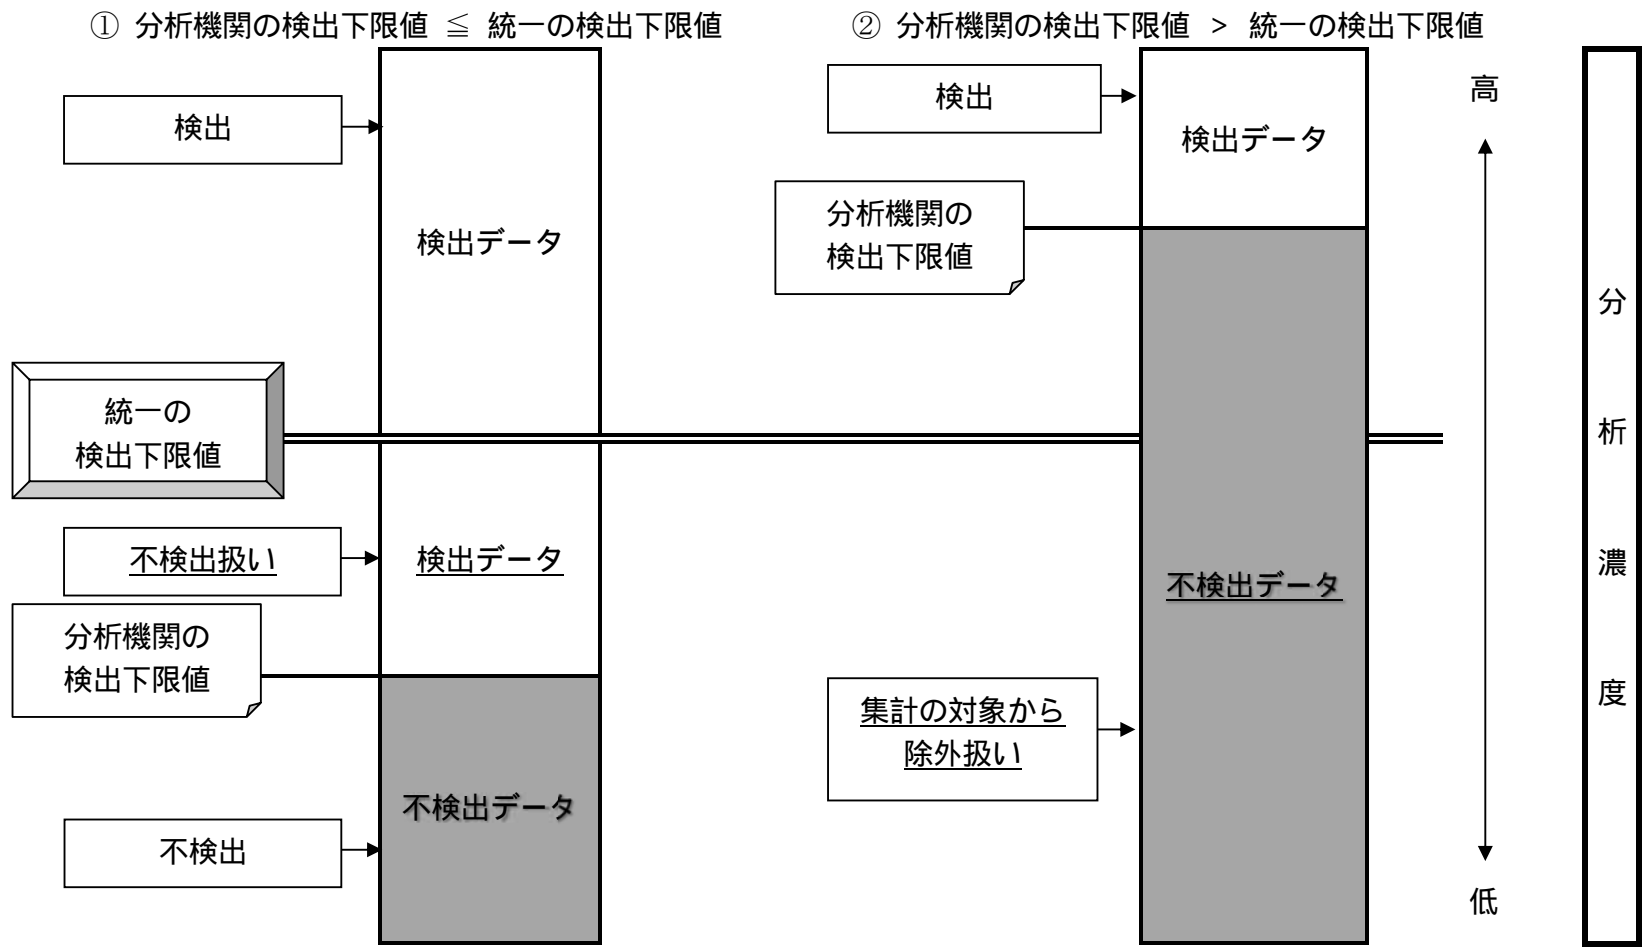 ① 分析機関の検出下限値 ≦ 統一の検出下限値
検出
検出データ
統一の
検出下限値
不検出扱い
検出データ
分析機関の
検出下限値
不検出データ
不検出
② 分析機関の検出下限値 > 統一の検出下限値
検出
検出データ
分析機関の
検出下限値
不検出データ
集計の対象から
除外扱い
高
低
分
析
濃
度